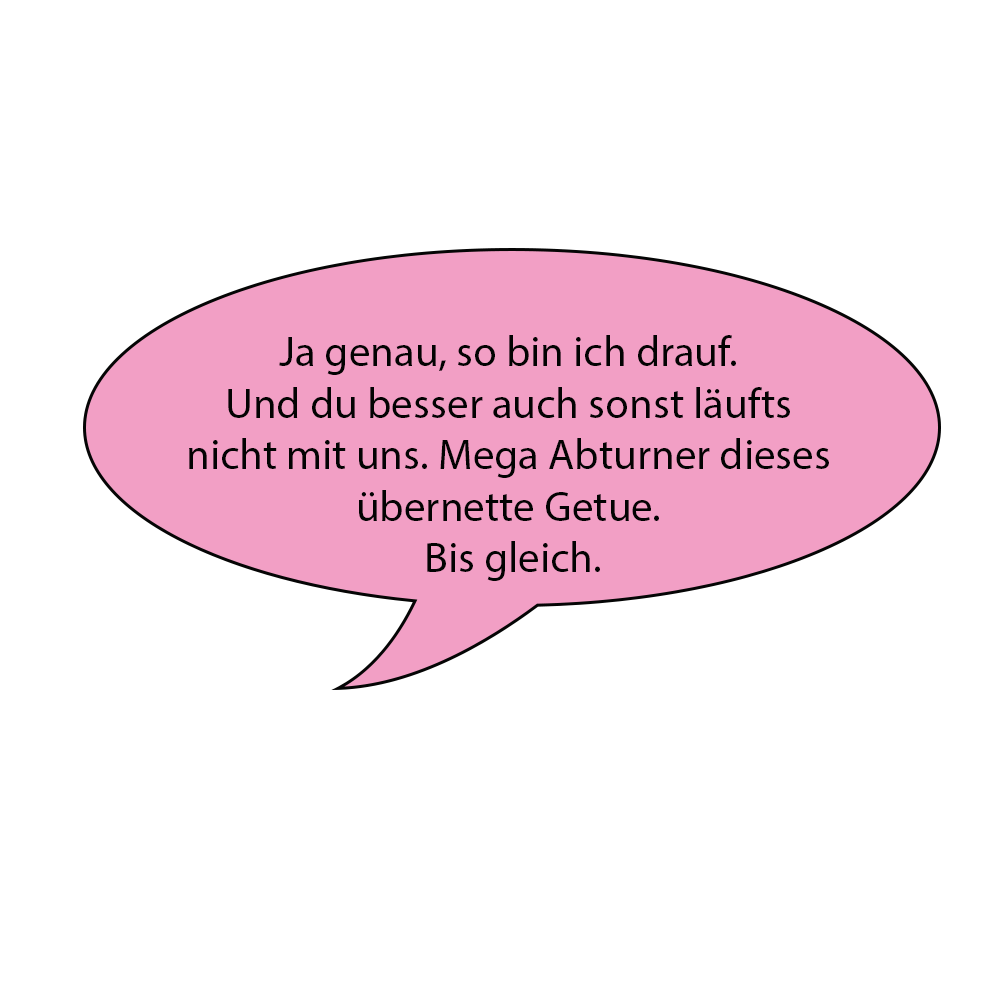 Ja genau, so bin ich drauf.
Und du besser auch sonst läufts
nicht mit uns. Mega Abturner dieses
übernette Getue.
Bis gleich.